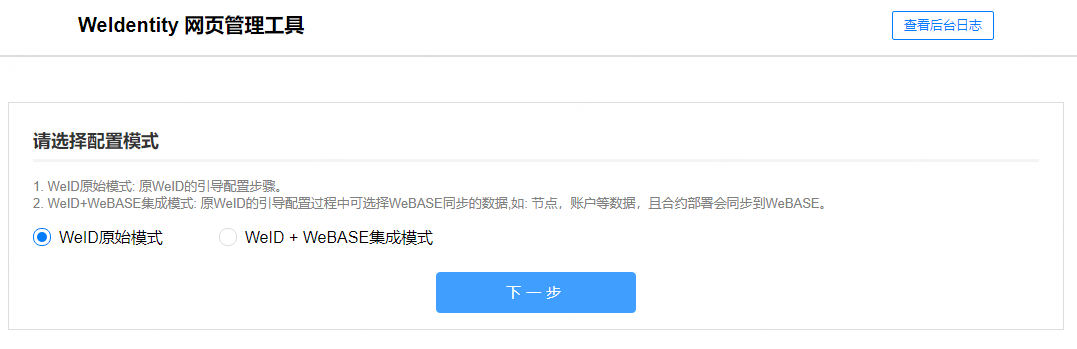 WeIdentity 网页管理工具
查看后台日志
请选择配置模式
1. WeID原始模式: 原WeID的引导配置步骤。
2. WeID+WeBASE集成模式: 原WeID的引导配置过程中可选择WeBASE同步的数据,如: 节点，账户等数据，且合约部署会同步到WeBASE。
WeID原始模式
WeID + WeBASE集成模式
下一步